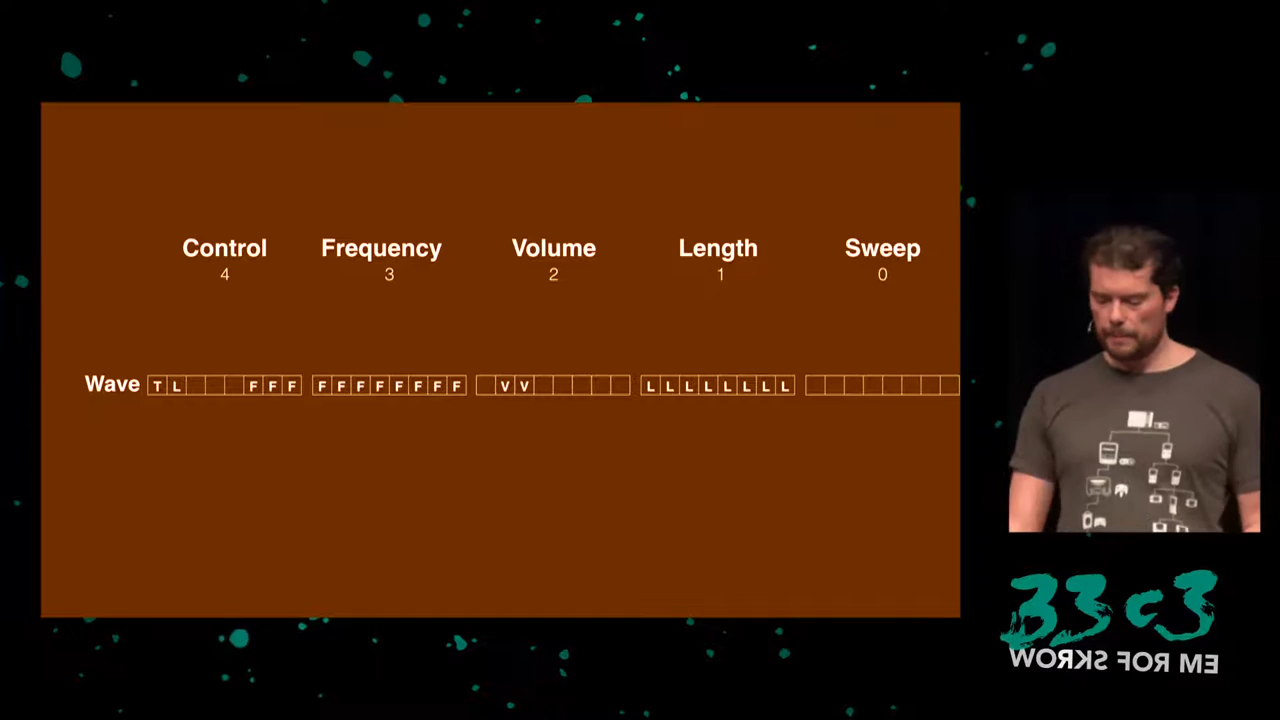 Control Frequency Volume Length Sweep
4 3 2 1 0
Wave T L F F F F F F F F F F F V V L L L L L L L L
33c3
WORKS FOR ME